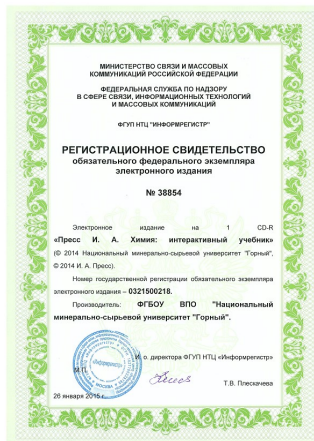 МИНИСТЕРСТВО СВЯЗИ И МАССОВЫХ
КОММУНИКАЦИЙ РОССИЙСКОЙ ФЕДЕРАЦИИ
ФЕДЕРАЛЬНАЯ СЛУЖБА ПО НАДЗОРУ
В СФЕРЕ СВЯЗИ, ИНФОРМАЦИОННЫХ ТЕХНОЛОГИЙ
И МАССОВЫХ КОММУНИКАЦИЙ
ФГУП НТЦ "ИНФОРМРЕГИСТР"
РЕГИСТРАЦИОННОЕ СВИДЕТЕЛЬСТВО
обязательного федерального экземпляра
электронного издания
№ 38854
Электронное издание на 1 CD-R
«Пресс И. А. Химия: интерактивный учебник»
(© 2014 Национальный минерально-сырьевой университет "Горный",
© 2014 И. А. Пресс).
Номер государственной регистрации обязательного экземпляра
электронного издания – 0321500218.
Производитель: ФГБОУ ВПО "Национальный
минерально-сырьевой университет "Горный".
И. о. директора ФГУП НТЦ «Информрегистр»
М.П.
Т.В. Плескачева
26 января 2015 г.